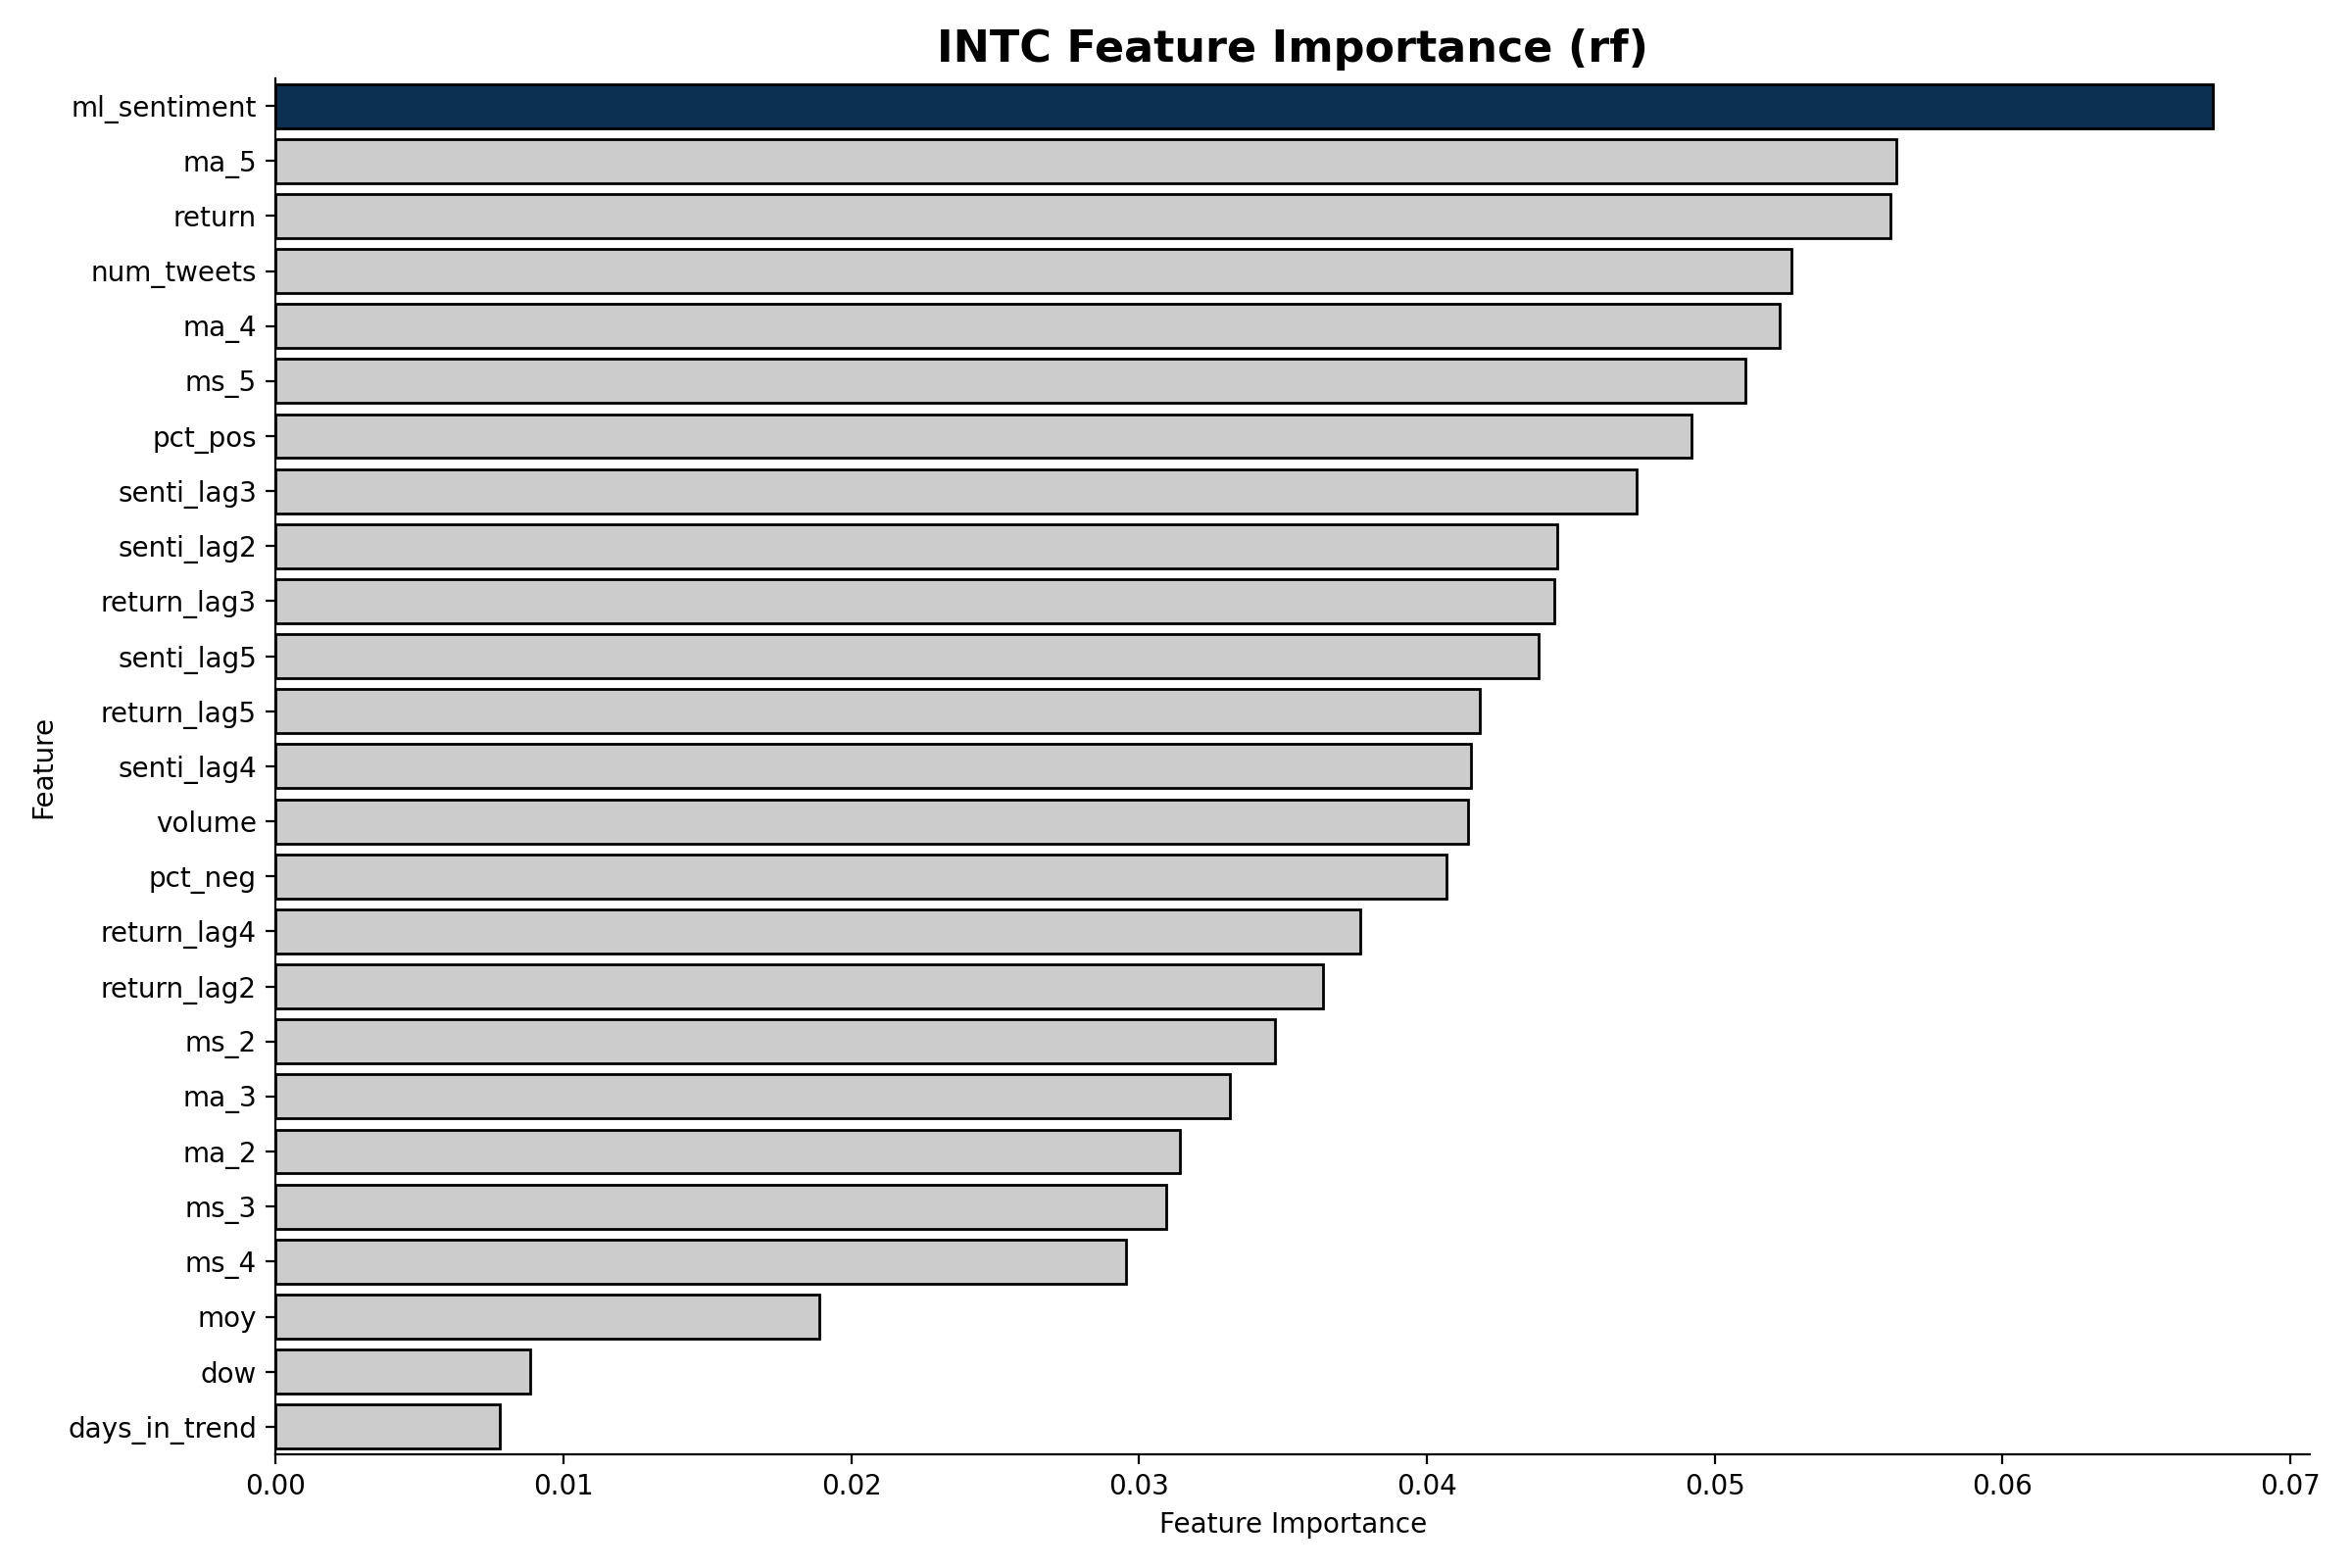 INTC Feature Importance (rf)
ml_sentiment
ma_5
return
num_tweets
ma_4
ms_5
pct_pos
senti_lag3
senti_lag2
return_lag3
senti_lag5
return_lag5
senti_lag4
volume
pct_neg
return_lag4
return_lag2
ms_2
ma_3
ma_2
ms_3
ms_4
moy
dow
days_in_trend
Feature
0.00 0.01 0.02 0.03 0.04 0.05 0.06 0.07
Feature Importance